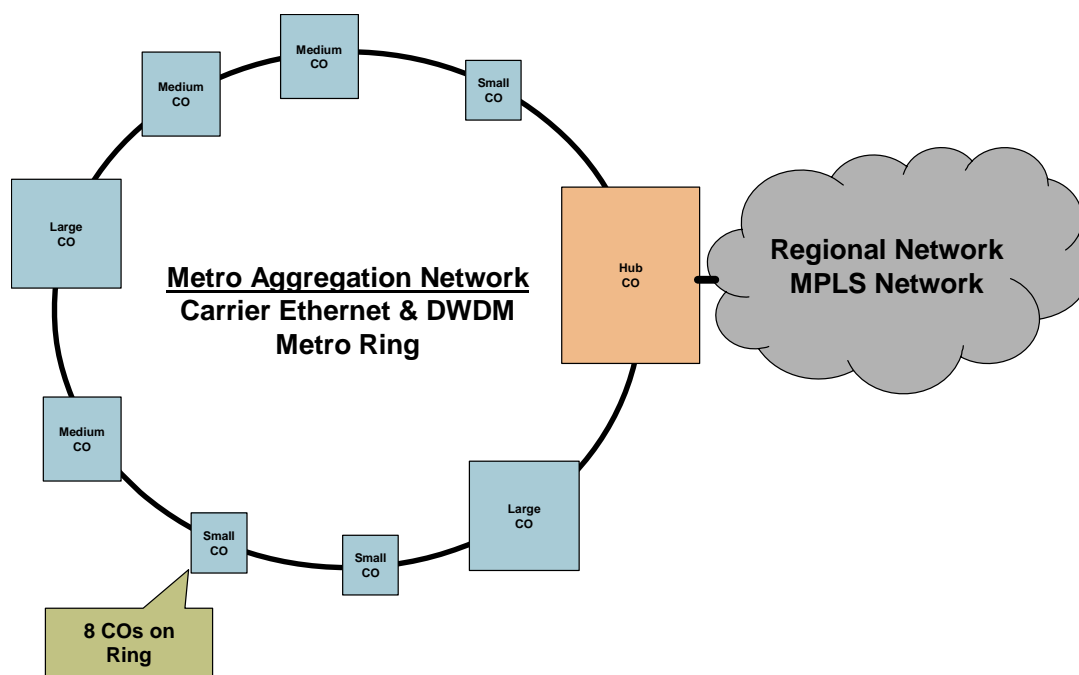 Medium
CO
Small
CO
Medium
CO
Large
CO
Hub
CO
Regional Network
MPLS Network
Metro Aggregation Network
Carrier Ethernet & DWDM
Metro Ring
Medium
CO
Large
CO
Small
CO
Small
CO
8 COs on
Ring